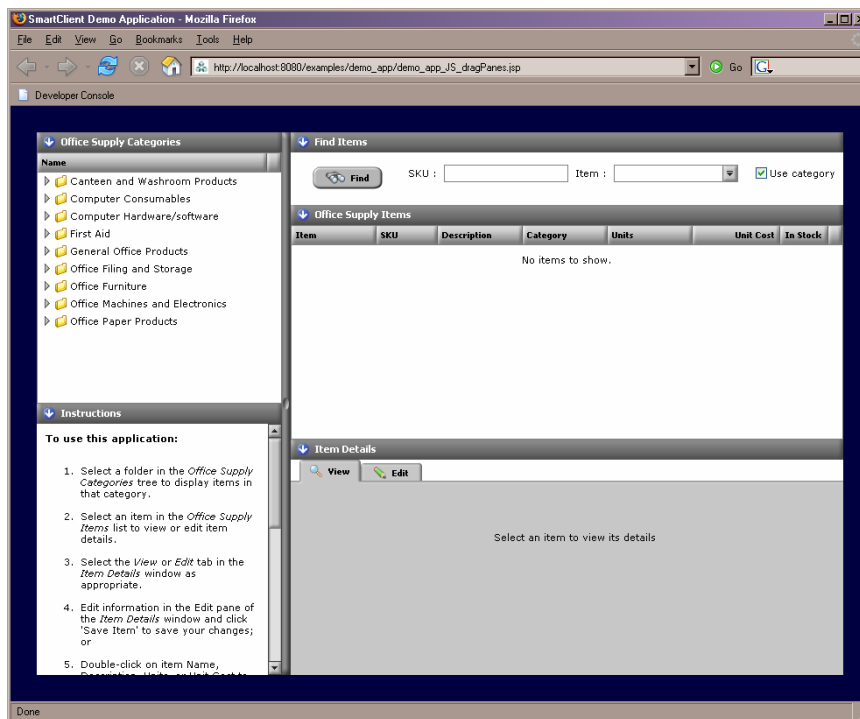 SmartClient Demo Application - Mozilla Firefox
File Edit View Go Bookmarks Tools Help
http://localhost:8080/examples/demo_app/demo_app_JS_dragPanes.jsp
Go
G
Developer Console
Office Supply Categories
Name
Canteen and Washroom Products
Computer Consumables
Computer Hardware/software
First Aid
General Office Products
Office Filing and Storage
Office Furniture
Office Machines and Electronics
Office Paper Products
Instructions
To use this application:
1. Select a folder in the Office Supply
Categories tree to display items in
that category.
2. Select an item in the Office Supply
Items list to view or edit item
details.
3. Select the View or Edit tab in the
Item Details window as
appropriate.
4. Edit information in the Edit pane of
the Item Details window and click
'Save Item' to save your changes;
or
5. Double-click on item Name,
Description, Units, or Unit Cost to
Find Items
Find SKU : Item : Use category
Office Supply Items
Item SKU Description Category Units Unit Cost In Stock
No items to show.
Item Details
View Edit
Select an item to view its details
Done